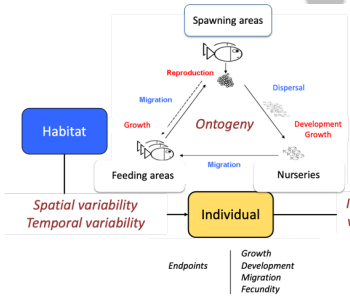 Spawning areas
Reproduction
Migration
Dispersal
Growth
Ontogeny
Development
Growth
Habitat
Migration
Feeding areas
Nurseries
Spatial variability
Temporal variability
Individual
Endpoints
Growth
Development
Migration
Fecundity